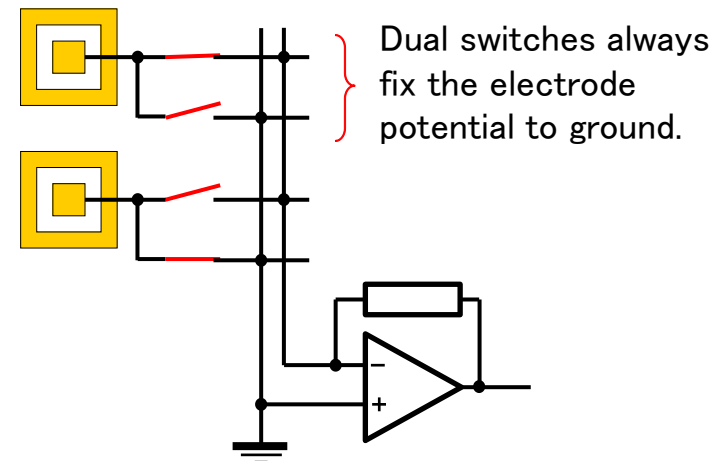 Dual switches always
fix the electrode
potential to ground.
−
+